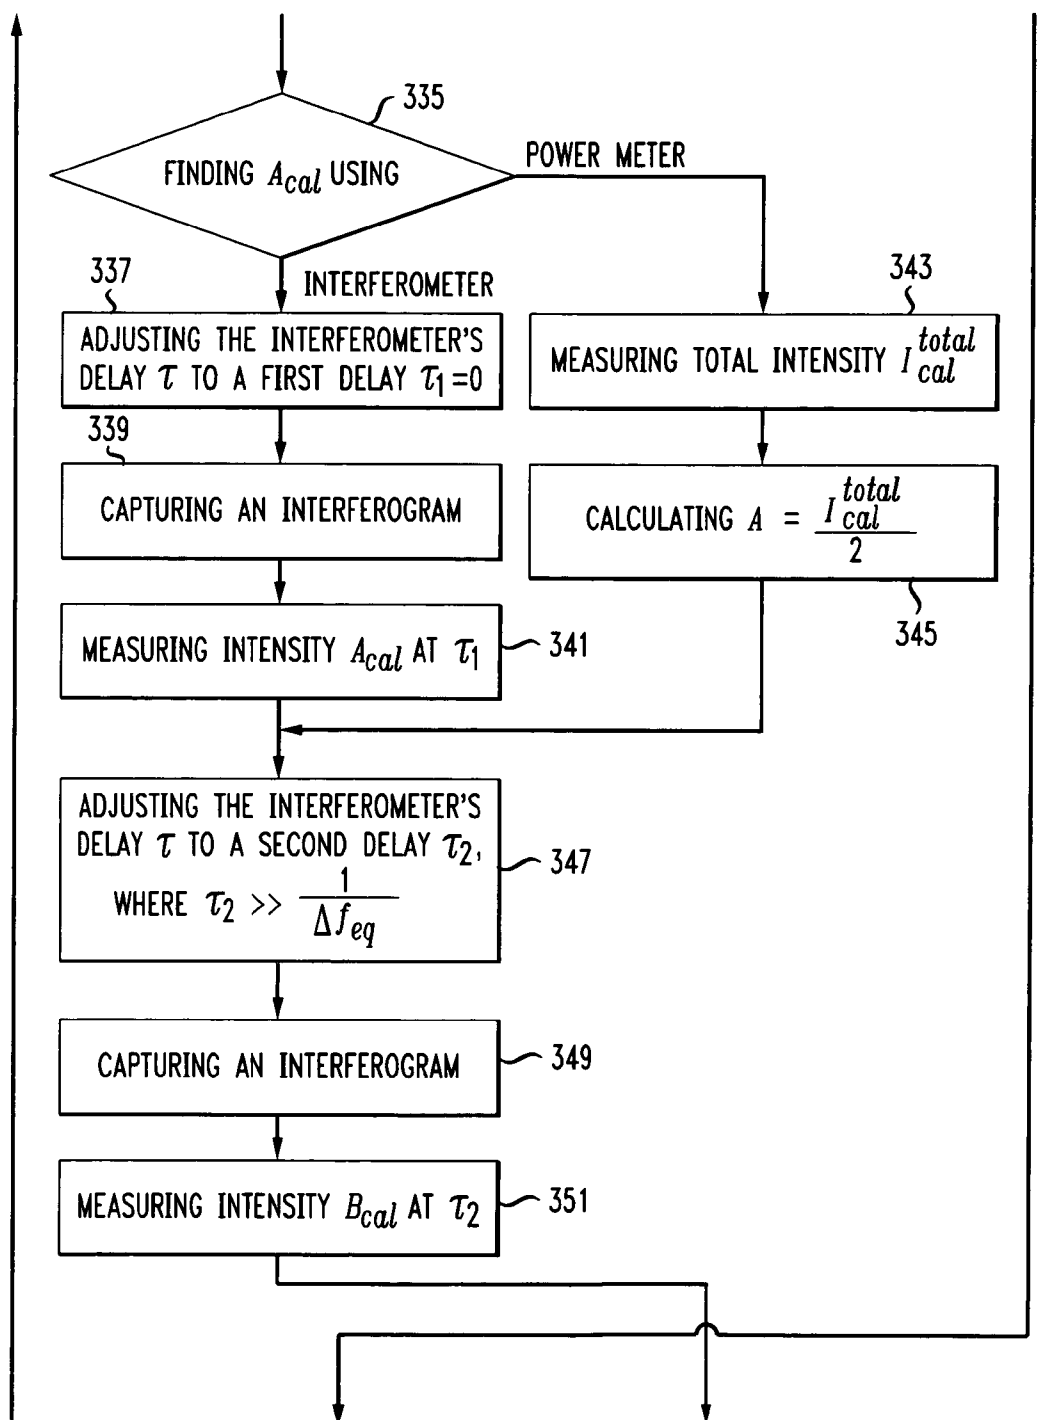 335
FINDING A_cal USING
POWER METER
337
INTERFEROMETER
ADJUSTING THE INTERFEROMETER'S
DELAY τ TO A FIRST DELAY τ1=0
343
MEASURING TOTAL INTENSITY I_cal^total
339
CAPTURING AN INTERFEROGRAM
CALCULATING A = I_cal^total / 2
345
MEASURING INTENSITY A_cal AT τ1
341
ADJUSTING THE INTERFEROMETER'S
DELAY τ TO A SECOND DELAY τ2,
WHERE τ2 >> 1 / Δf_eq
347
CAPTURING AN INTERFEROGRAM
349
MEASURING INTENSITY B_cal AT τ2
351